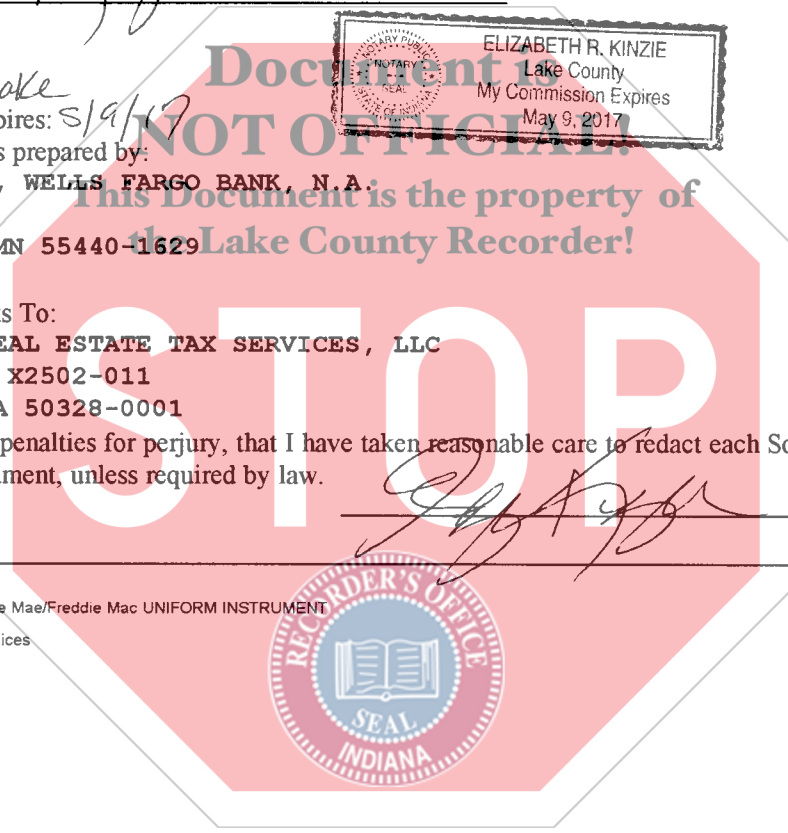 ELIZABETH R. KINZIE
Lake County
My Commission Expires
May 9, 2017
NOTARY PUBLIC
NOTARY
SEAL
STATE OF INDIANA
Document is
NOT OFFICIAL!
This Document is the property of
the Lake County Recorder!
STOP
ake
pires: 5/9/17
s prepared by:
, WELLS FARGO BANK, N.A.
MN 55440-1629
s To:
EAL ESTATE TAX SERVICES, LLC
X2502-011
A 50328-0001
penalties for perjury, that I have taken reasonable care to redact each So
ument, unless required by law.
e Mae/Freddie Mac UNIFORM INSTRUMENT
ices
RECORDER'S OFFICE
SEAL
INDIANA